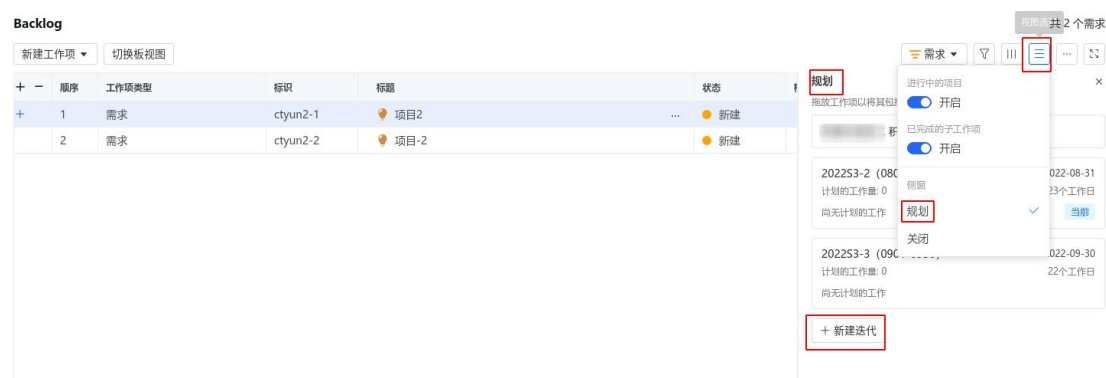 Backlog
视图选
共 2 个需求
新建工作项
切换板视图
需求
...
+ − 顺序 工作项类型 标识 标题 状态
+ 1 需求 ctyun2-1 项目2 ... 新建
2 需求 ctyun2-2 项目-2 新建
规划
×
拖放工作项以将其包
积
2022S3-2（080
022-08-31
计划的工作量: 0
23个工作日
尚无计划的工作
当前
2022S3-3（090
022-09-30
计划的工作量: 0
22个工作日
尚无计划的工作
+ 新建迭代
进行中的项目
开启
已完成的子工作项
开启
侧窗
规划
关闭